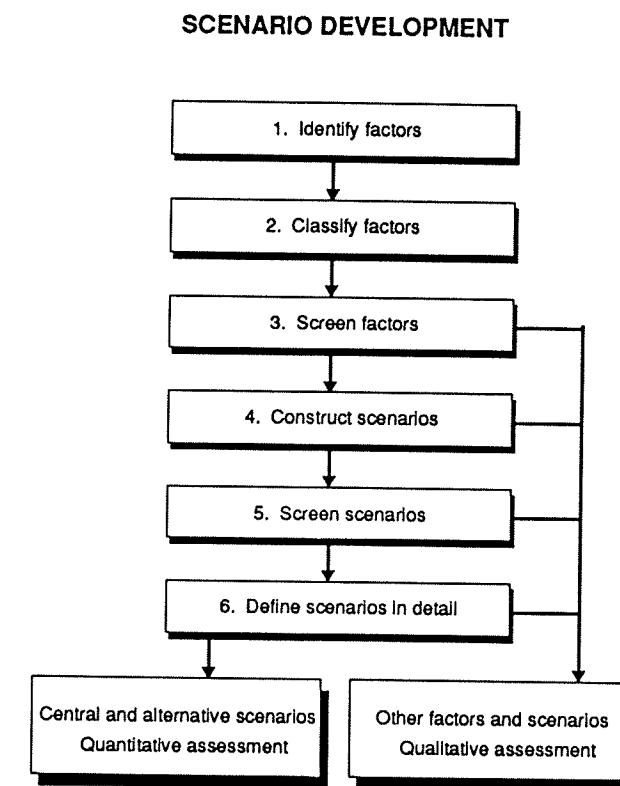 SCENARIO DEVELOPMENT
1. Identify factors
2. Classify factors
3. Screen factors
4. Construct scenarios
5. Screen scenarios
6. Define scenarios in detail
Central and alternative scenarios
Quantitative assessment
Other factors and scenarios
Qualitative assessment